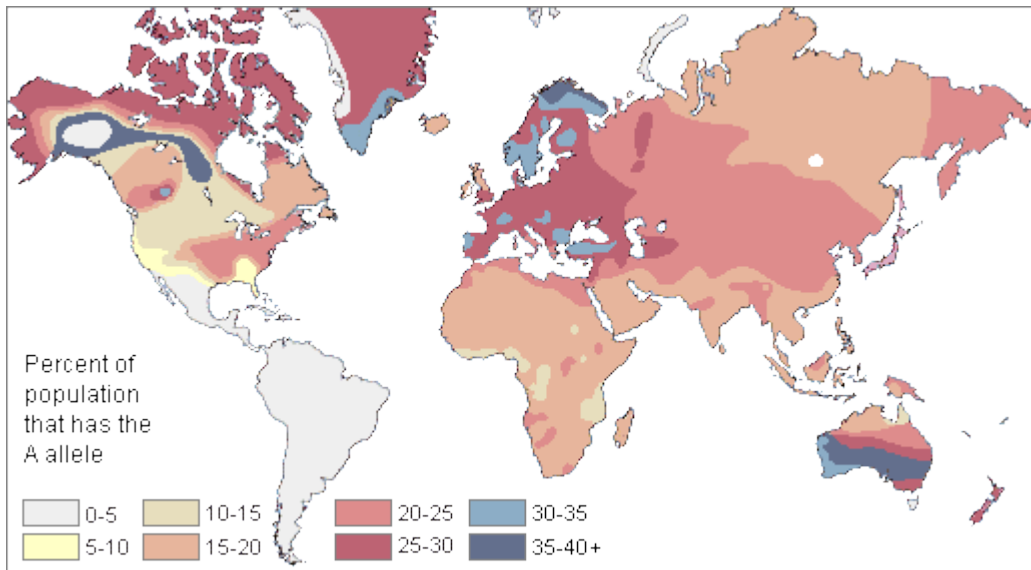 Percent of
population
that has the
A allele
0-5
10-15
20-25
30-35
5-10
15-20
25-30
35-40+